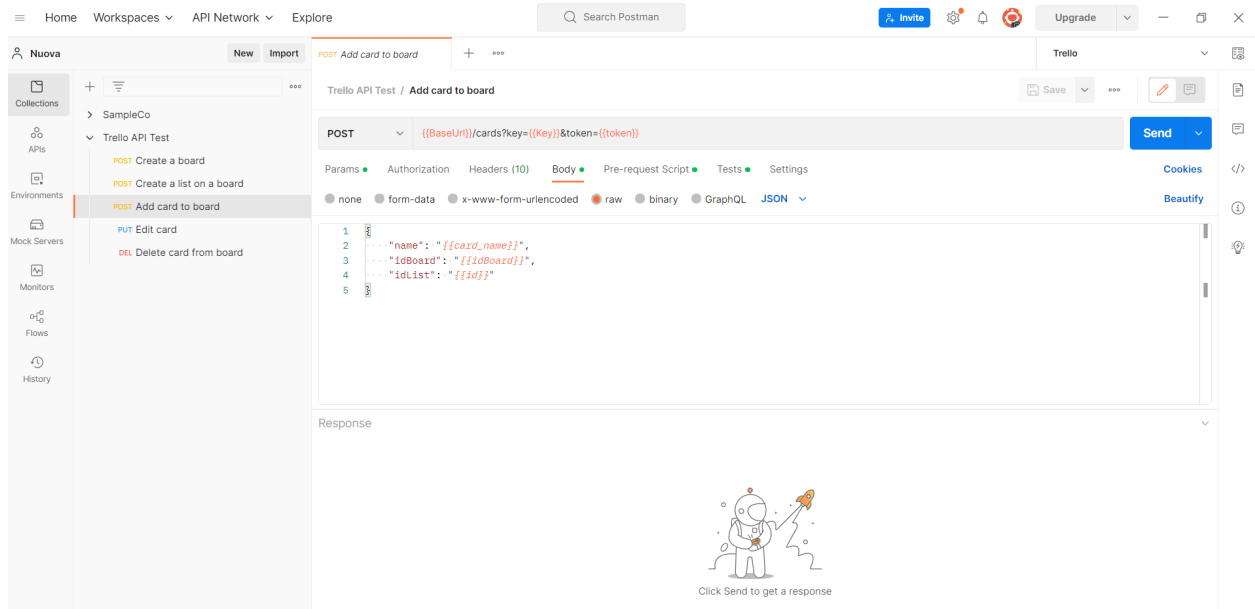 Home Workspaces API Network Explore Search Postman Invite Upgrade
Nuova New Import POST Add card to board Trello
Collections
APIs
Environments
Mock Servers
Monitors
Flows
History
SampleCo
Trello API Test
POST Create a board
POST Create a list on a board
POST Add card to board
PUT Edit card
DEL Delete card from board
Trello API Test / Add card to board Save
POST {{BaseUrl}}/cards?key={{Key}}&token={{token}} Send
Params Authorization Headers (10) Body Pre-request Script Tests Settings Cookies
none form-data x-www-form-urlencoded raw binary GraphQL JSON Beautify
1 {
2 "name": "{{card_name}}",
3 "idBoard": "{{idBoard}}",
4 "idList": "{{id}}"
5 }
Response
Click Send to get a response